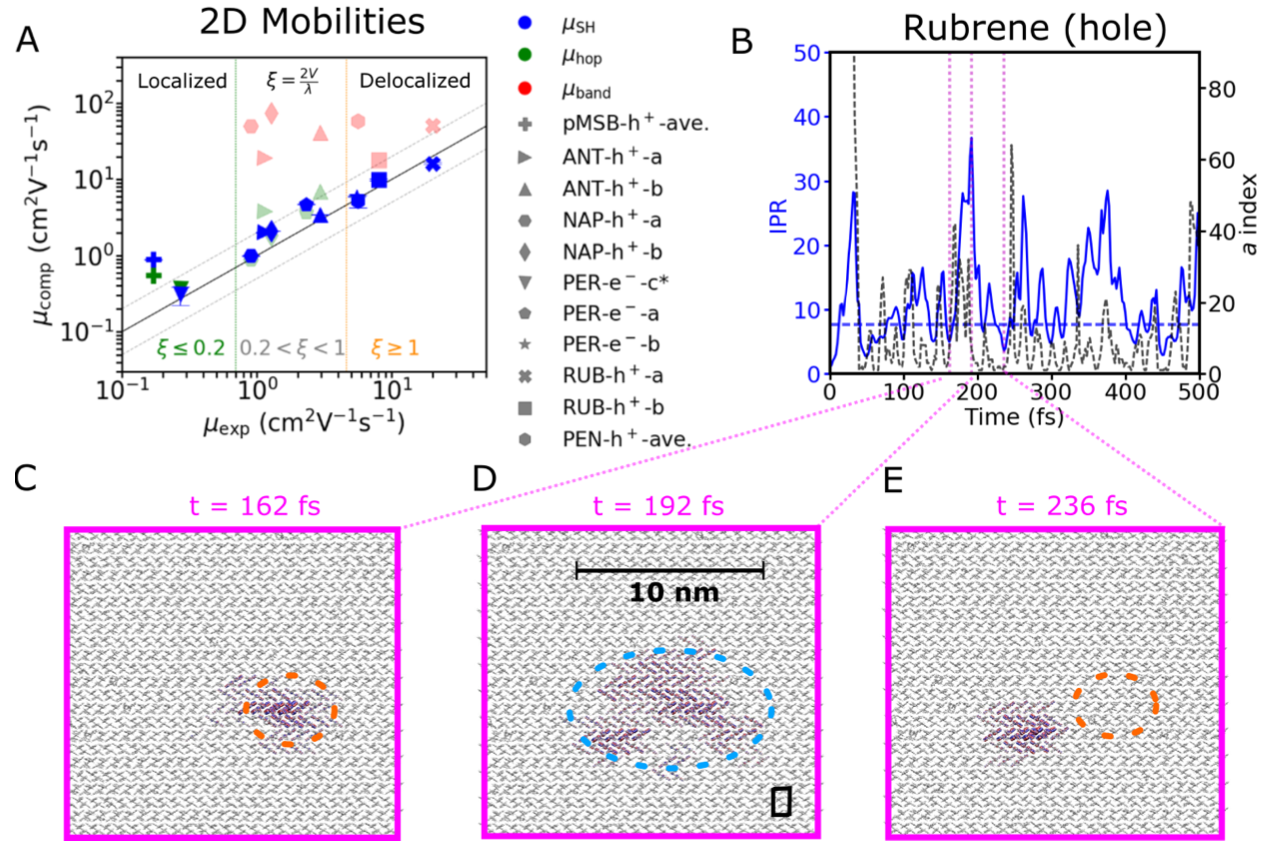 A
2D Mobilities
Localized
ξ = 2V/λ
Delocalized
10²
10¹
10⁰
10⁻¹
μcomp (cm²V⁻¹s⁻¹)
ξ ≤ 0.2
0.2 < ξ < 1
ξ ≥ 1
10⁻¹
10⁰
10¹
μexp (cm²V⁻¹s⁻¹)
μSH
μhop
μband
pMSB-h⁺-ave.
ANT-h⁺-a
ANT-h⁺-b
NAP-h⁺-a
NAP-h⁺-b
PER-e⁻-c*
PER-e⁻-a
PER-e⁻-b
RUB-h⁺-a
RUB-h⁺-b
PEN-h⁺-ave.
B
Rubrene (hole)
50
40
30
20
10
0
IPR
80
60
40
20
0
a index
0
100
200
300
400
500
Time (fs)
C
t = 162 fs
D
t = 192 fs
10 nm
E
t = 236 fs